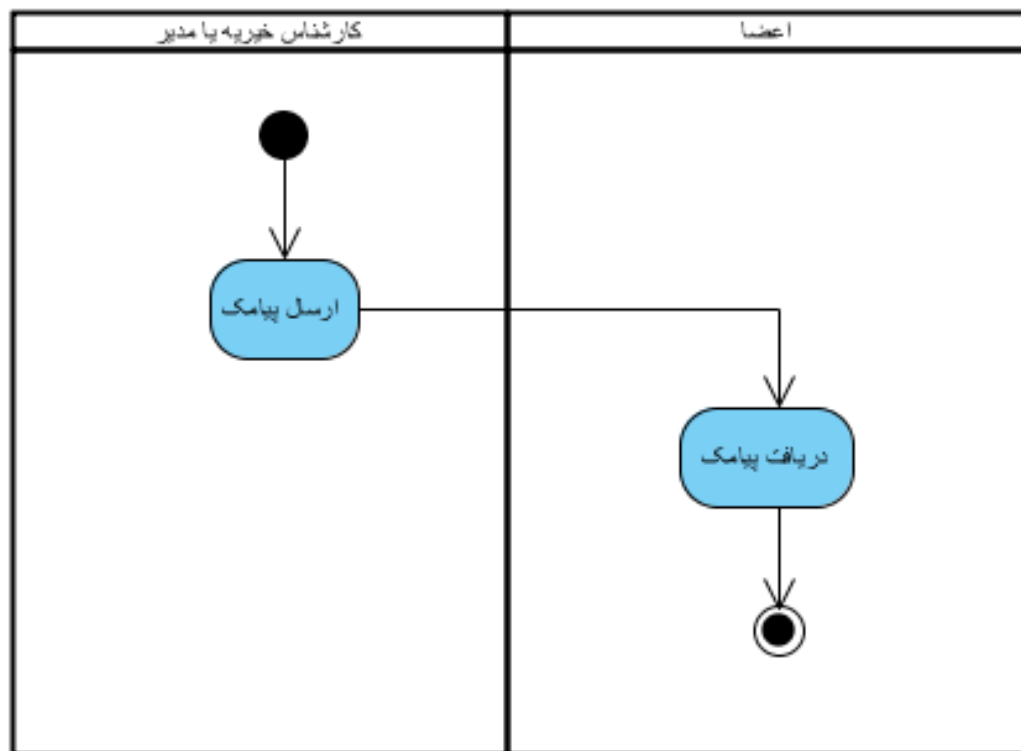 کارشناس خیریه یا مدیر
اعضا
ارسال پیامک
دریافت پیامک